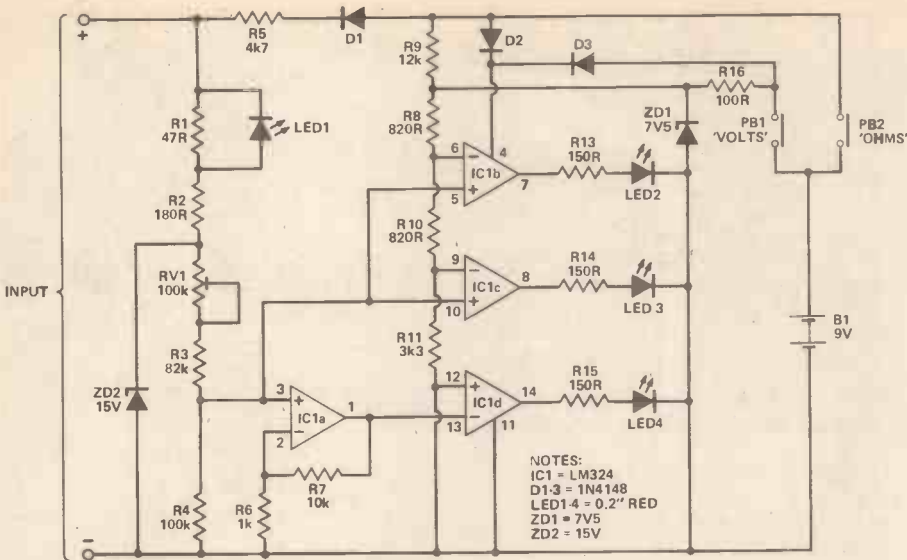 +
R5
4k7
D1
R9
12k
D2
D3
R16
100R
R1
47R
LED1
R8
820R
ZD1
7V5
PB1
'VOLTS'
PB2
'OHMS'
6
−
4
R13
150R
IC1b
7
5
+
LED2
R2
180R
R10
820R
INPUT
RV1
100k
9
−
8
R14
150R
IC1c
10
+
LED 3
B1
9V
R11
3k3
R3
82k
ZD2
15V
12
+
14
R15
150R
3
+
1
IC1a
IC1d
13
−
11
LED4
2
−
R7
10k
R4
100k
R6
1k
NOTES:
IC1 = LM324
D1-3 = 1N4148
LED1-4 = 0.2" RED
ZD1 = 7V5
ZD2 = 15V
−